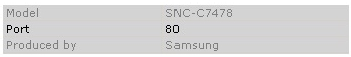 Model SNC-C7478
Port 80
Produced by Samsung